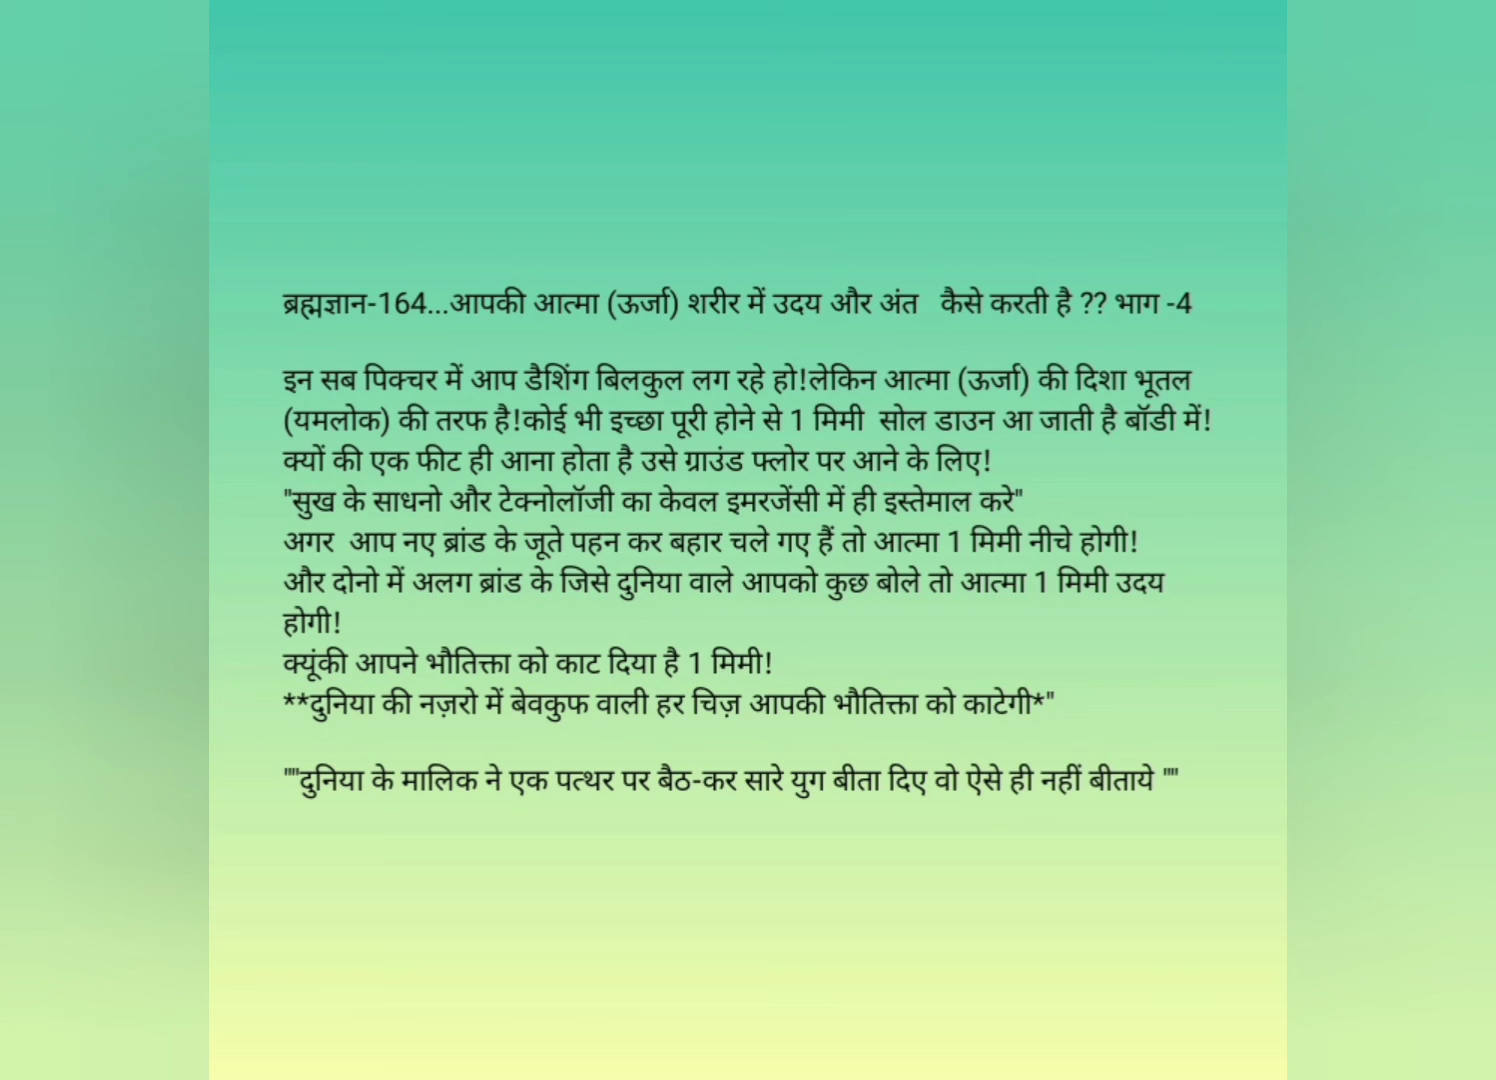 ब्रह्मज्ञान-164...आपकी आत्मा (ऊर्जा) शरीर में उदय और अंत कैसे करती है ?? भाग -4
इन सब पिक्चर में आप डैशिंग बिलकुल लग रहे हो!लेकिन आत्मा (ऊर्जा) की दिशा भूतल
(यमलोक) की तरफ है!कोई भी इच्छा पूरी होने से 1 मिमी सोल डाउन आ जाती है बॉडी में!
क्यों की एक फीट ही आना होता है उसे ग्राउंड फ्लोर पर आने के लिए!
"सुख के साधनो और टेक्नोलॉजी का केवल इमरजेंसी में ही इस्तेमाल करे"
अगर आप नए ब्रांड के जूते पहन कर बहार चले गए हैं तो आत्मा 1 मिमी नीचे होगी!
और दोनो में अलग ब्रांड के जिसे दुनिया वाले आपको कुछ बोले तो आत्मा 1 मिमी उदय
होगी!
क्यूंकी आपने भौतिक्ता को काट दिया है 1 मिमी!
**दुनिया की नज़रो में बेवकुफ वाली हर चिज़ आपकी भौतिक्ता को काटेगी*"
""दुनिया के मालिक ने एक पत्थर पर बैठ-कर सारे युग बीता दिए वो ऐसे ही नहीं बीताये ""